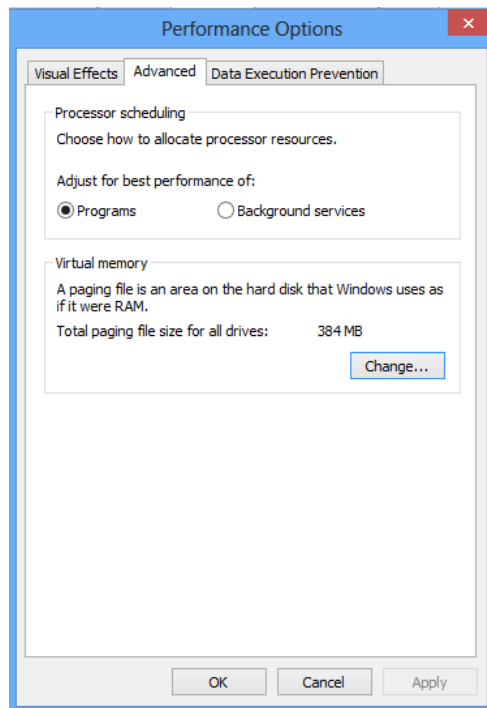 Performance Options
Visual Effects Advanced Data Execution Prevention
Processor scheduling
Choose how to allocate processor resources.
Adjust for best performance of:
Programs Background services
Virtual memory
A paging file is an area on the hard disk that Windows uses as
if it were RAM.
Total paging file size for all drives: 384 MB
Change...
OK Cancel Apply